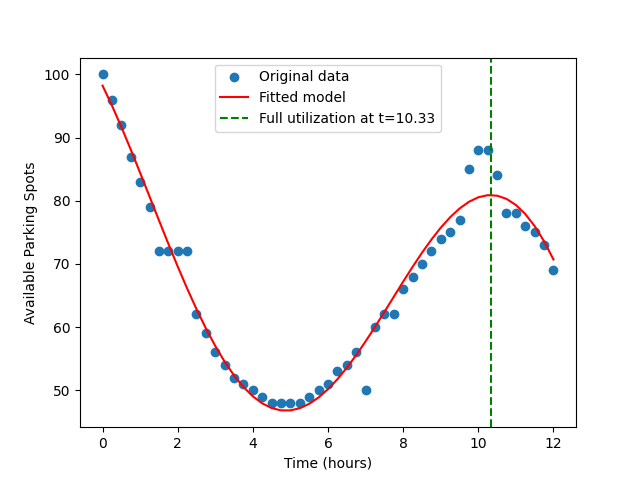 Original data
Fitted model
Full utilization at t=10.33
100
90
80
70
60
50
Available Parking Spots
0 2 4 6 8 10 12
Time (hours)